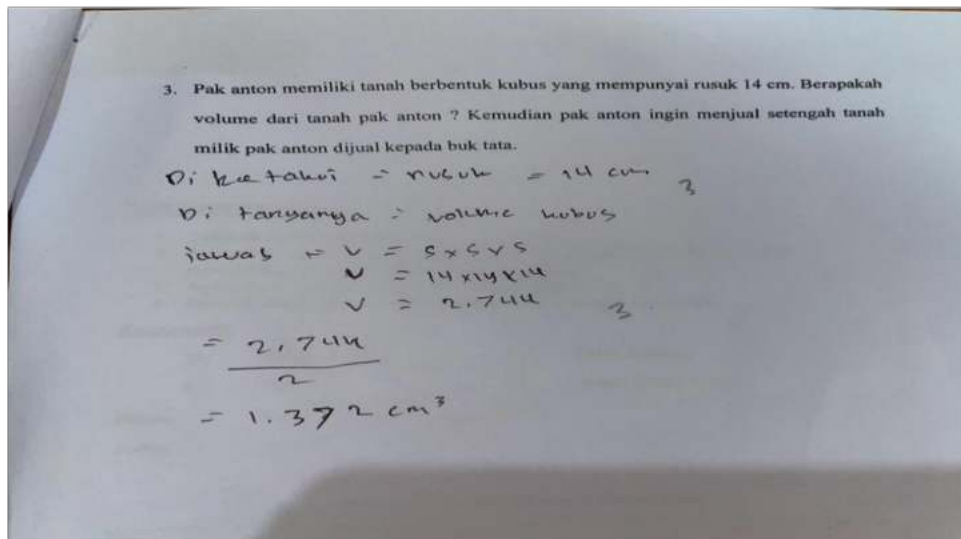 3. Pak anton memiliki tanah berbentuk kubus yang mempunyai rusuk 14 cm. Berapakah
volume dari tanah pak anton ? Kemudian pak anton ingin menjual setengah tanah
milik pak anton dijual kepada buk tata.
Di ketahui = rusuk = 14 cm 3
Di tanyanya = volume kubus
jawab = V = s x s x s
V = 14 x 14 x 14
V = 2.744 3
= 2.744
2
= 1.372 cm³